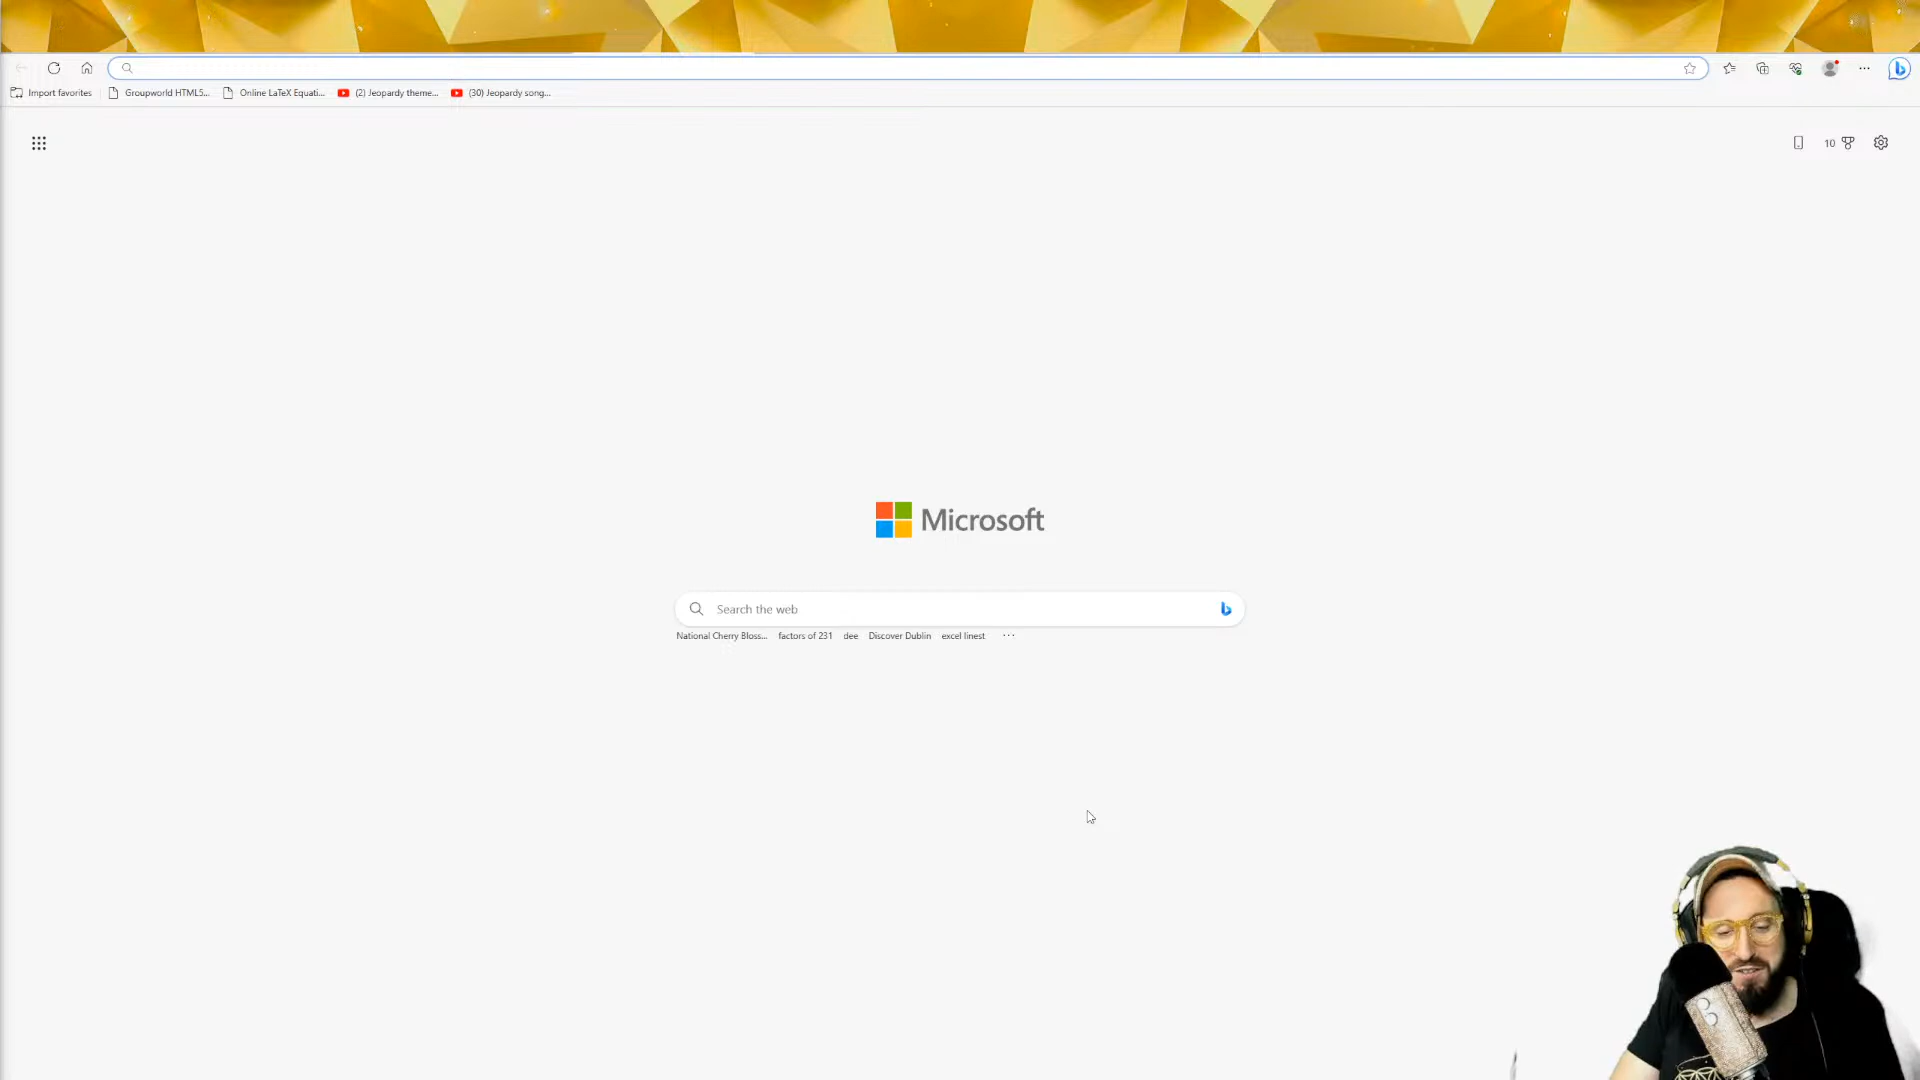 Import favorites Groupworld HTML5... Online LaTeX Equati... (2) Jeopardy theme... (30) Jeopardy song...
10
Microsoft
Search the web
National Cherry Bloss... factors of 231 dee Discover Dublin excel linest ...